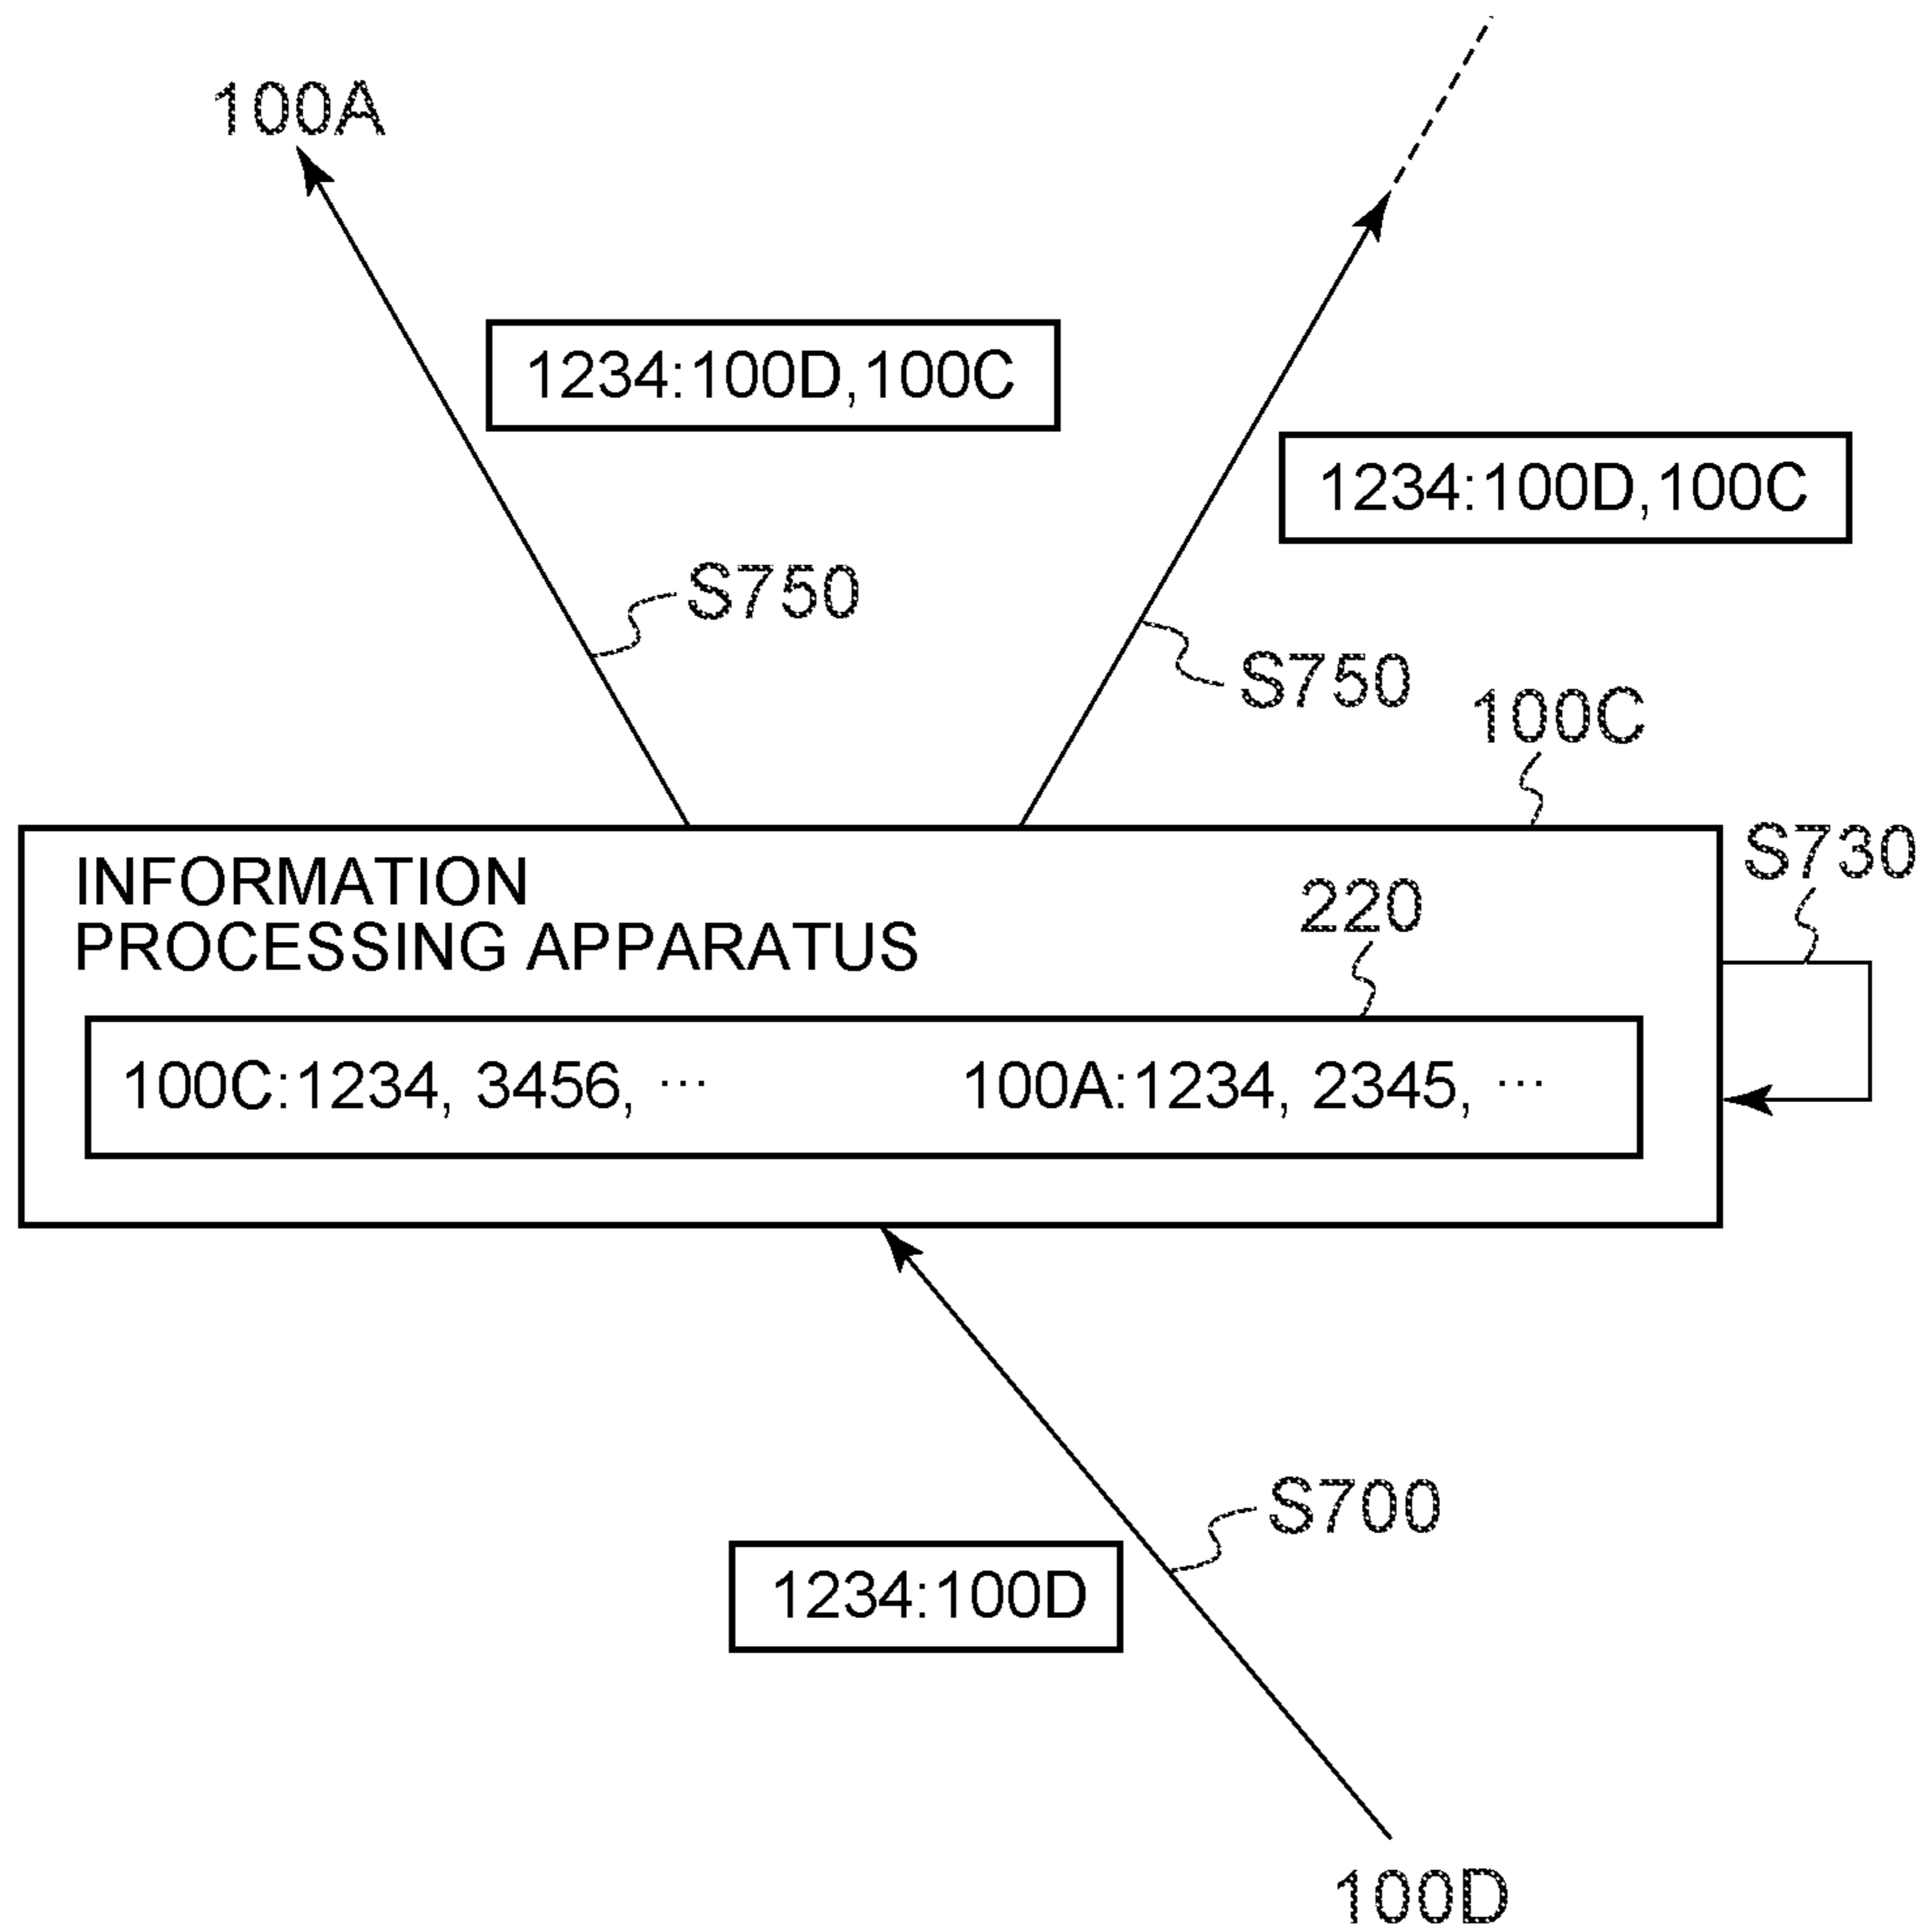 100A
1234:100D,100C
1234:100D,100C
S750
S750
100C
S730
INFORMATION
PROCESSING APPARATUS
220
100C:1234, 3456, ⋯ 100A:1234, 2345, ⋯
S700
1234:100D
100D